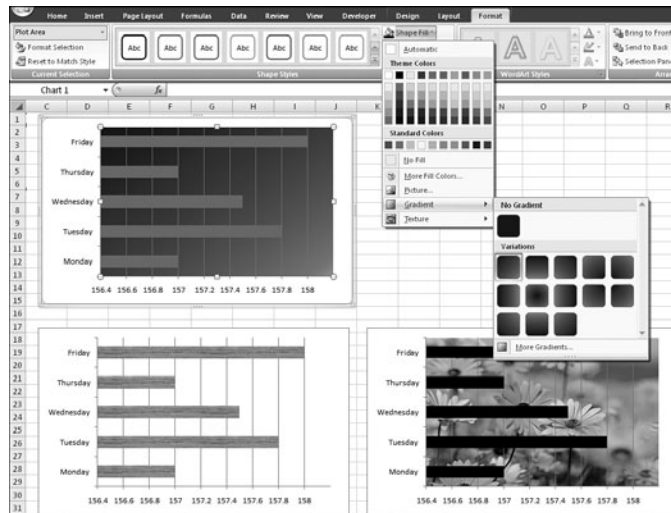 Home Insert Page Layout Formulas Data Review View Developer Design Layout Format
Plot Area
Format Selection
Reset to Match Style
Current Selection
Abc Abc Abc Abc Abc Abc
Shape Styles
Shape Fill
A A A A
WordArt Styles
Bring to Front
Send to Back
Selection Pane
Arra
Automatic
Theme Colors
Standard Colors
No Fill
More Fill Colors...
Picture...
Gradient
Texture
No Gradient
Variations
More Gradients...
Chart 1
fx
C D E F G H I J K N O P Q R
1
2
3
4
5
6
7
8
9
10
11
12
13
14
15
16
17
18
19
20
21
22
23
24
25
26
27
28
29
30
31
Friday
Thursday
Wednesday
Tuesday
Monday
156.4 156.6 156.8 157 157.2 157.4 157.6 157.8 158
Friday
Thursday
Wednesday
Tuesday
Monday
156.4 156.6 156.8 157 157.2 157.4 157.6 157.8 158
Friday
Thursday
Wednesday
Tuesday
Monday
156.4 156.6 156.8 157 157.2 157.4 157.6 157.8 158